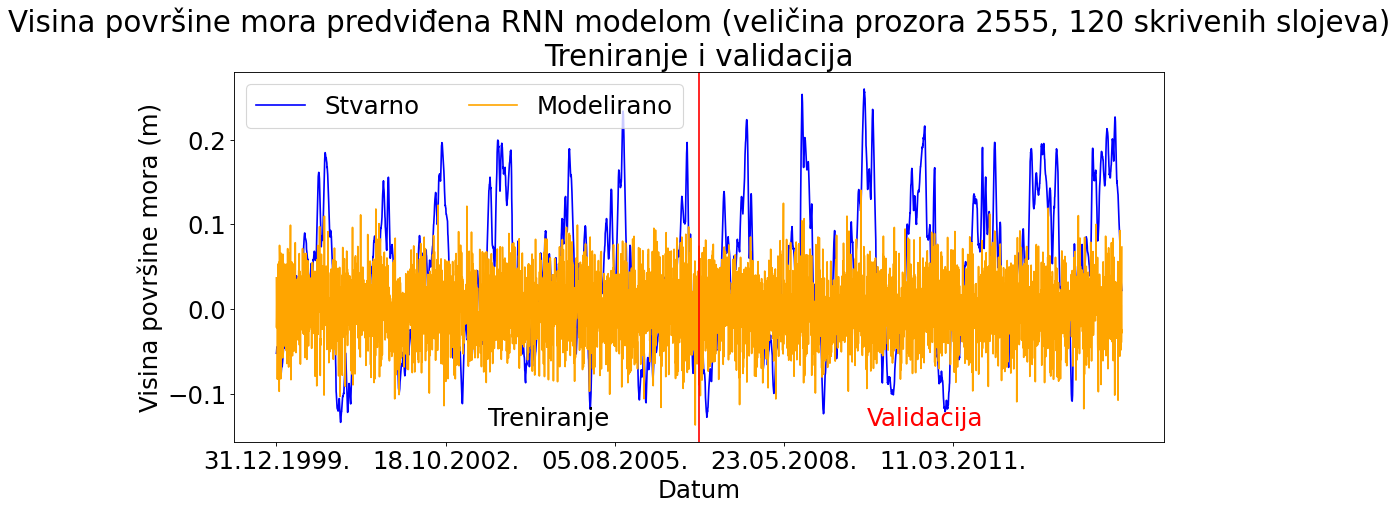 Visina površine mora predviđena RNN modelom (veličina prozora 2555, 120 skrivenih slojeva)
Treniranje i validacija
Stvarno
Modelirano
Visina površine mora (m)
0.2
0.1
0.0
−0.1
Treniranje
Validacija
31.12.1999.
18.10.2002.
05.08.2005.
23.05.2008.
11.03.2011.
Datum